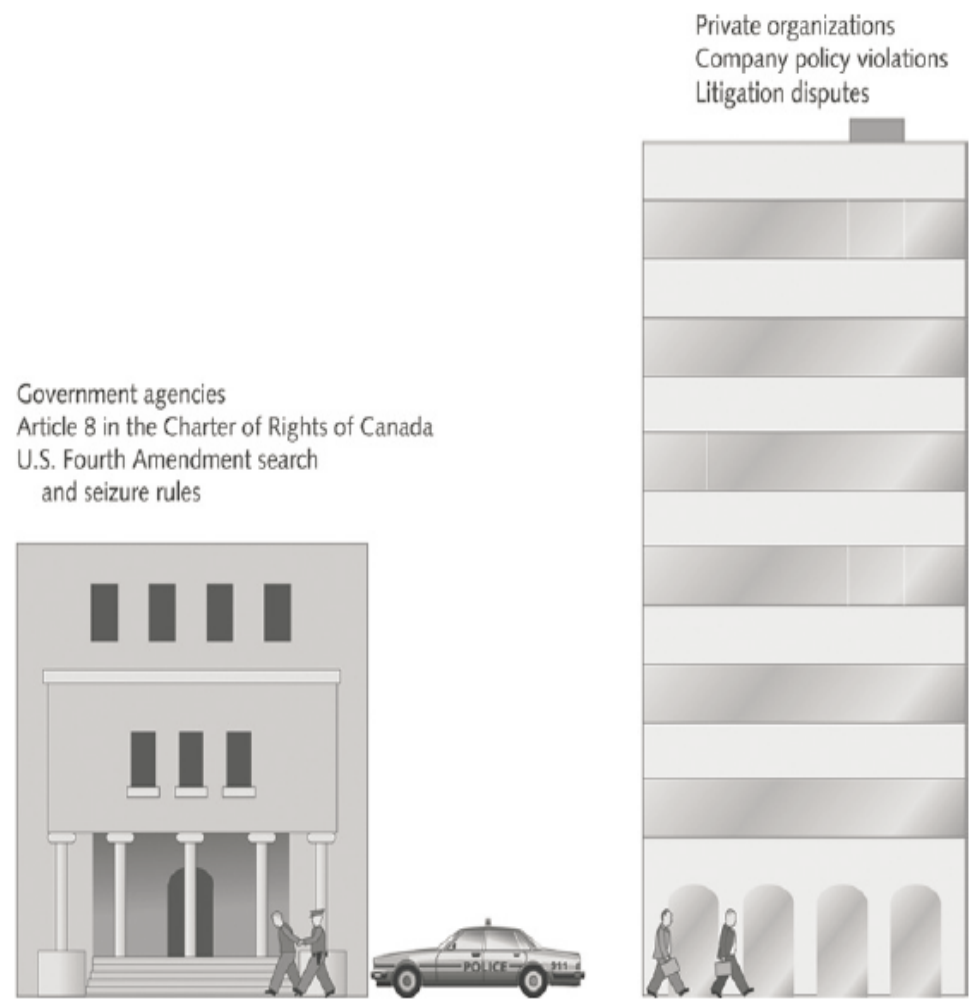 Private organizations
Company policy violations
Litigation disputes
Government agencies
Article 8 in the Charter of Rights of Canada
U.S. Fourth Amendment search
and seizure rules
POLICE
911